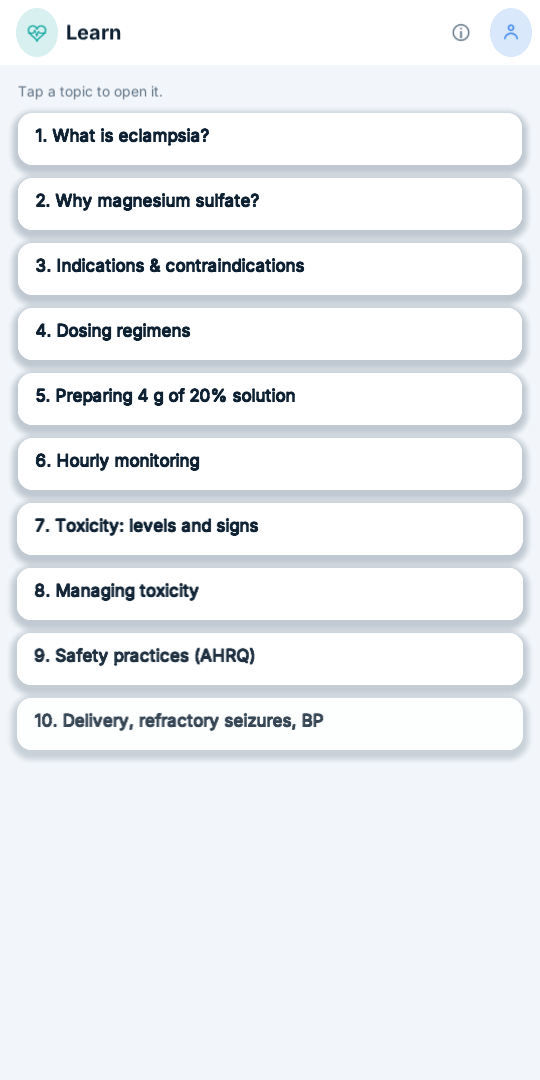 Learn
Tap a topic to open it.
1. What is eclampsia?
2. Why magnesium sulfate?
3. Indications & contraindications
4. Dosing regimens
5. Preparing 4 g of 20% solution
6. Hourly monitoring
7. Toxicity: levels and signs
8. Managing toxicity
9. Safety practices (AHRQ)
10. Delivery, refractory seizures, BP